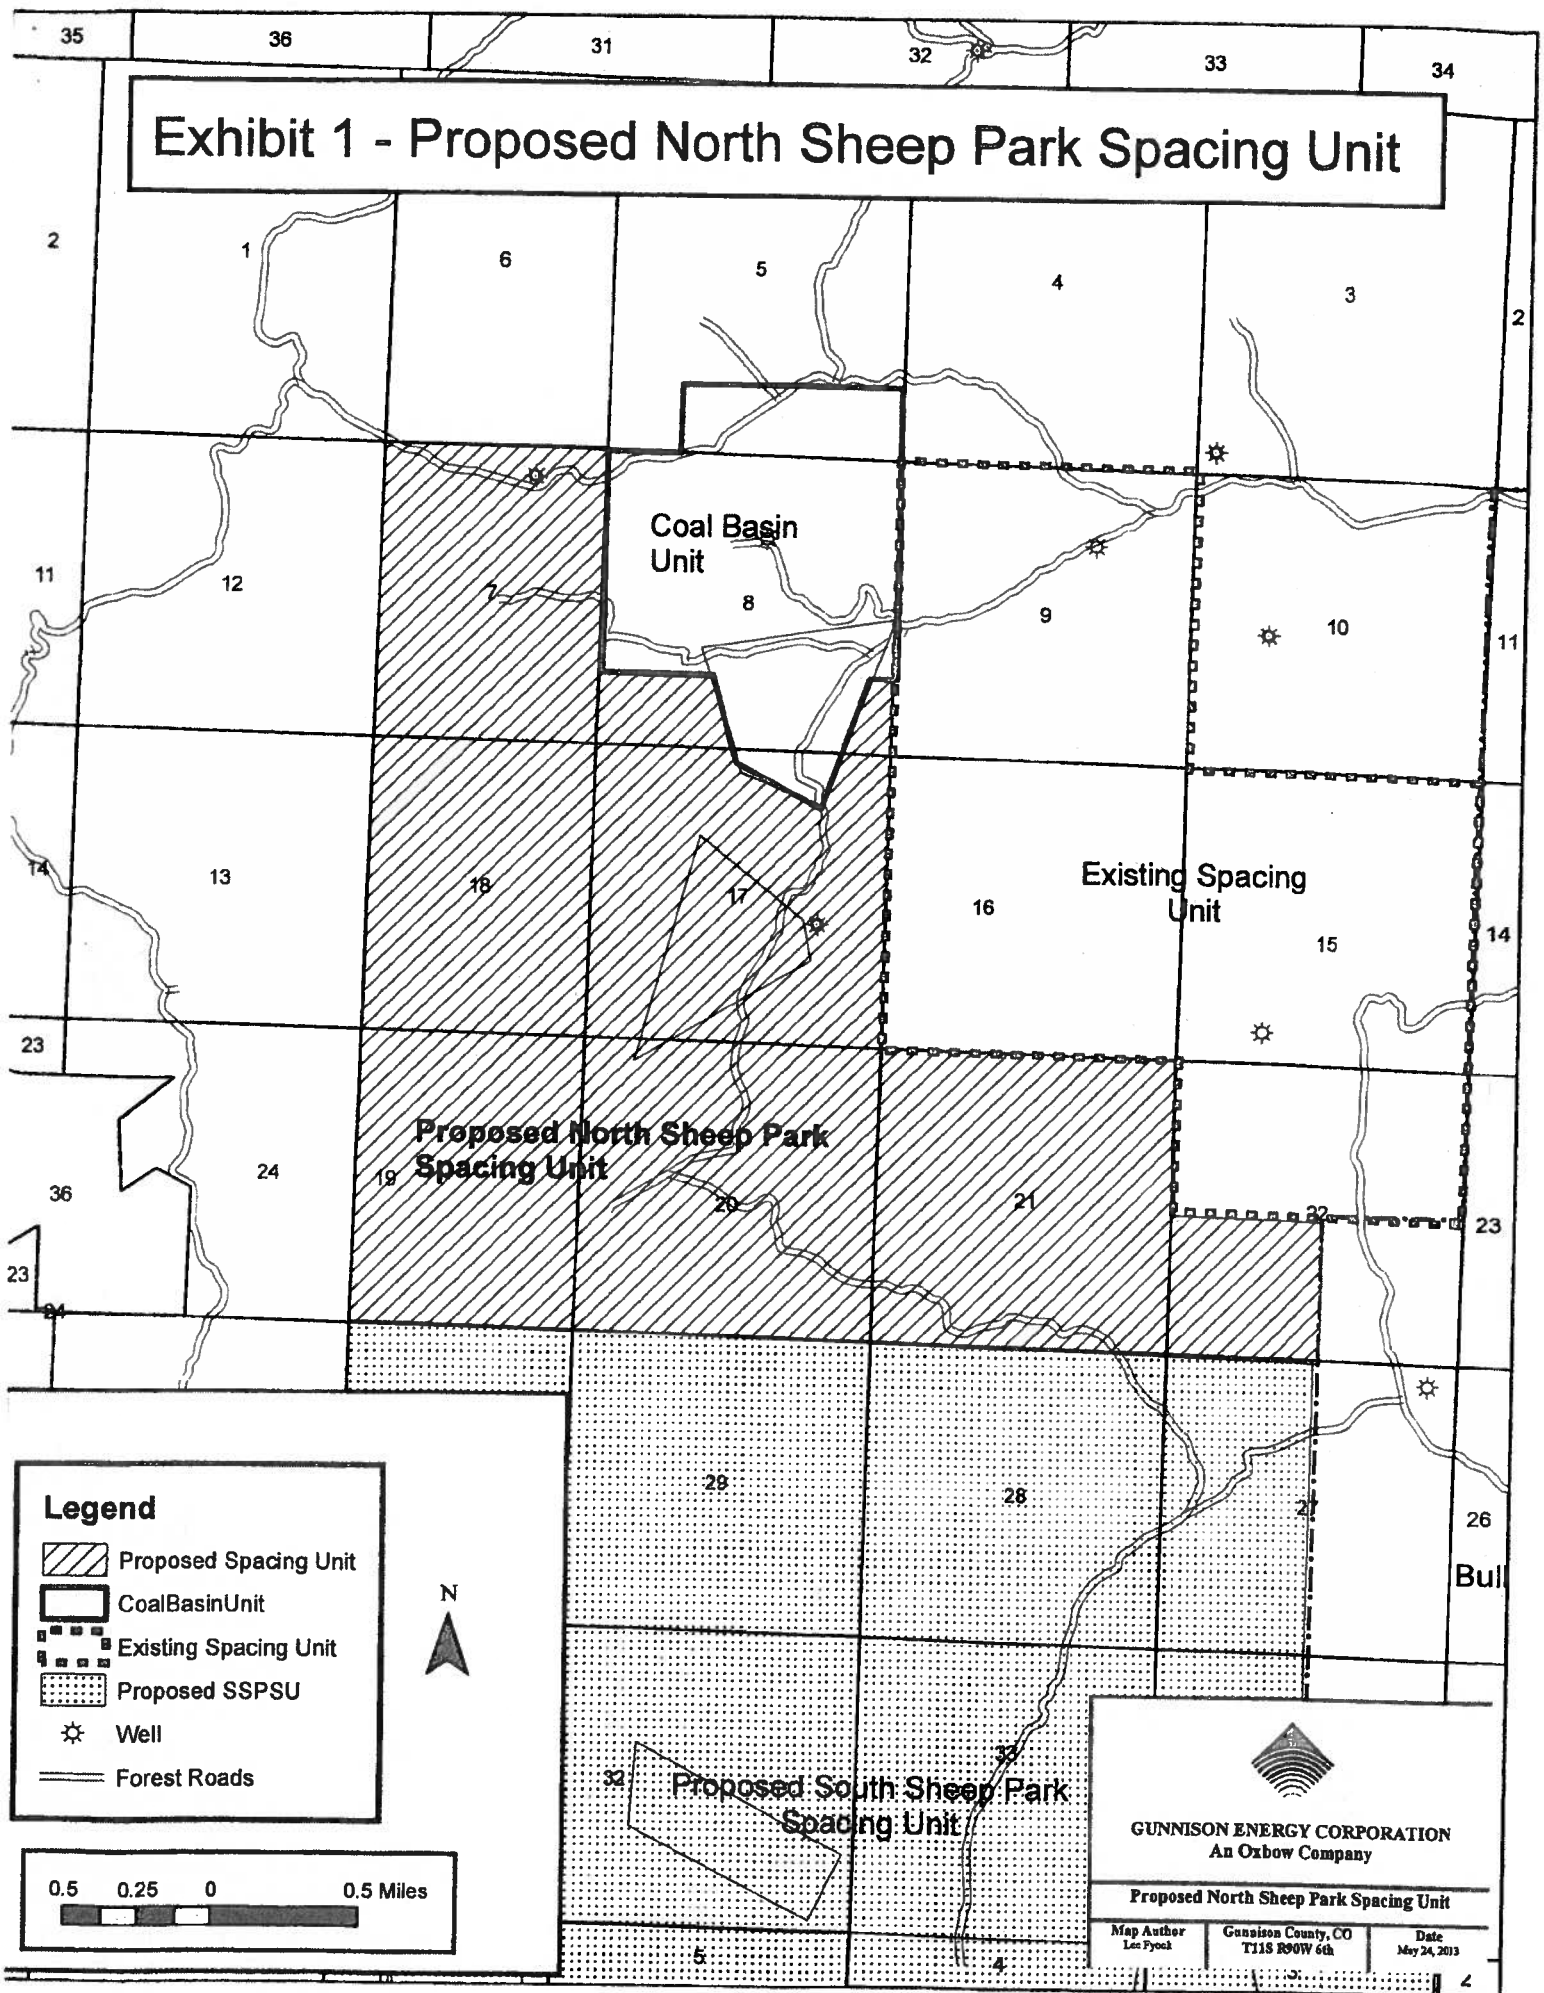 35
36
31
32
33
34
Exhibit 1 - Proposed North Sheep Park Spacing Unit
2
1
6
5
4
3
2
Coal Basin
Unit
11
12
7
8
9
10
11
14
13
18
17
16
Existing Spacing
Unit
15
14
23
Proposed North Sheep Park
Spacing Unit
36
24
19
20
21
22
23
23
24
29
28
27
26
Bull
Legend
Proposed Spacing Unit
CoalBasinUnit
Existing Spacing Unit
Proposed SSPSU
Well
Forest Roads
N
32
33
Proposed South Sheep Park
Spacing Unit
0.5 0.25 0 0.5 Miles
GUNNISON ENERGY CORPORATION
An Oxbow Company
Proposed North Sheep Park Spacing Unit
Map Author
Lee Fyock
Gunnison County, CO
T11S R90W 6th
Date
May 24, 2013
5
4
3
2